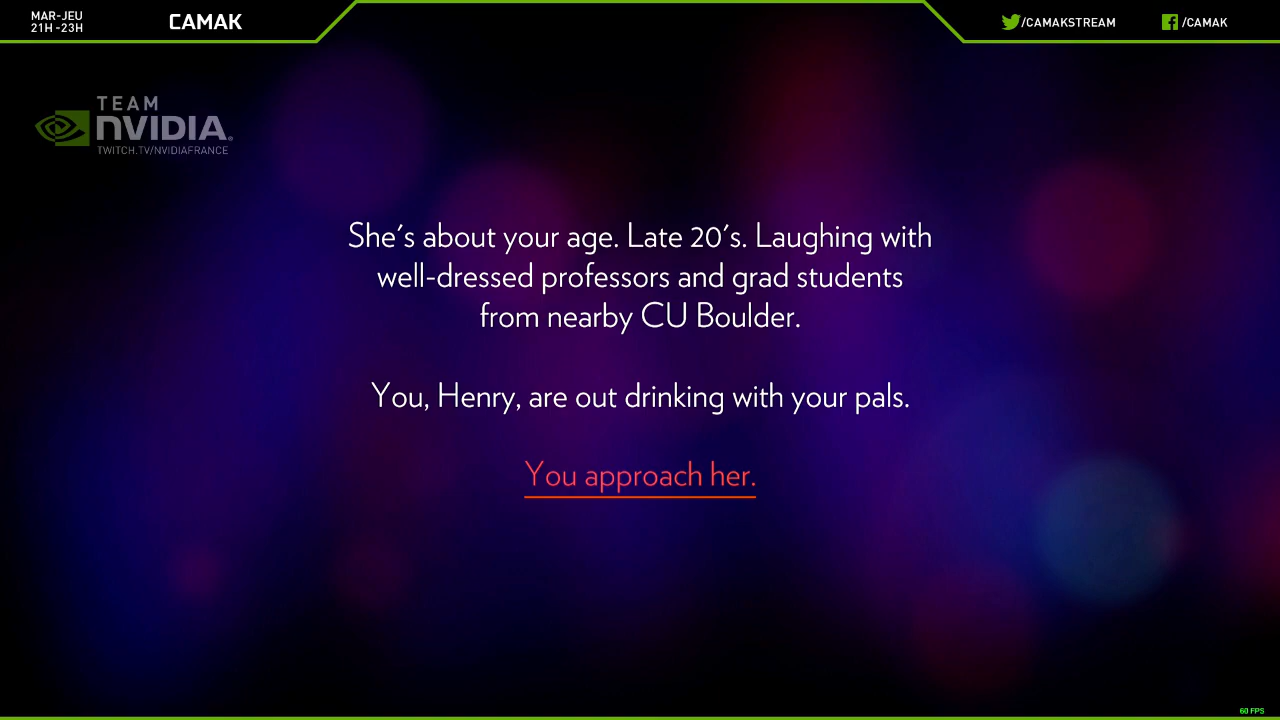 MAR-JEU
21H -23H
CAMAK
/CAMAKSTREAM
/CAMAK
TEAM
NVIDIA®
TWITCH.TV/NVIDIAFRANCE
She's about your age. Late 20's. Laughing with
well-dressed professors and grad students
from nearby CU Boulder.
You, Henry, are out drinking with your pals.
You approach her.
60 FPS